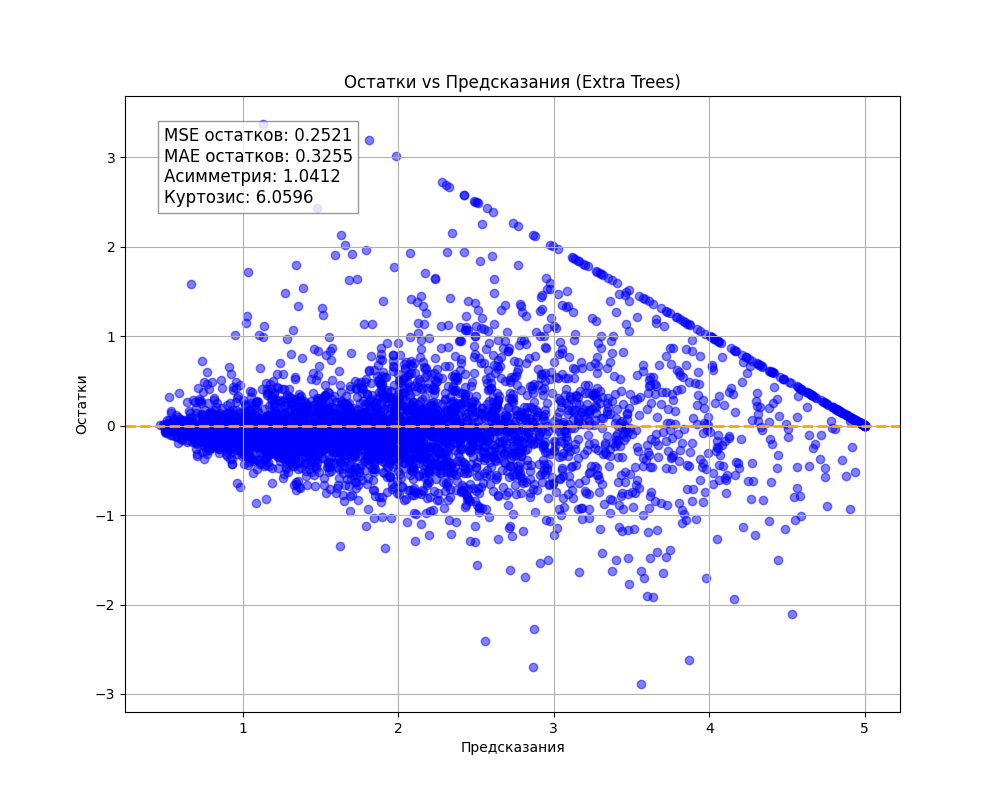 Остатки vs Предсказания (Extra Trees)
MSE остатков: 0.2521
MAE остатков: 0.3255
Асимметрия: 1.0412
Куртозис: 6.0596
Остатки
3
2
1
0
−1
−2
−3
1 2 3 4 5
Предсказания